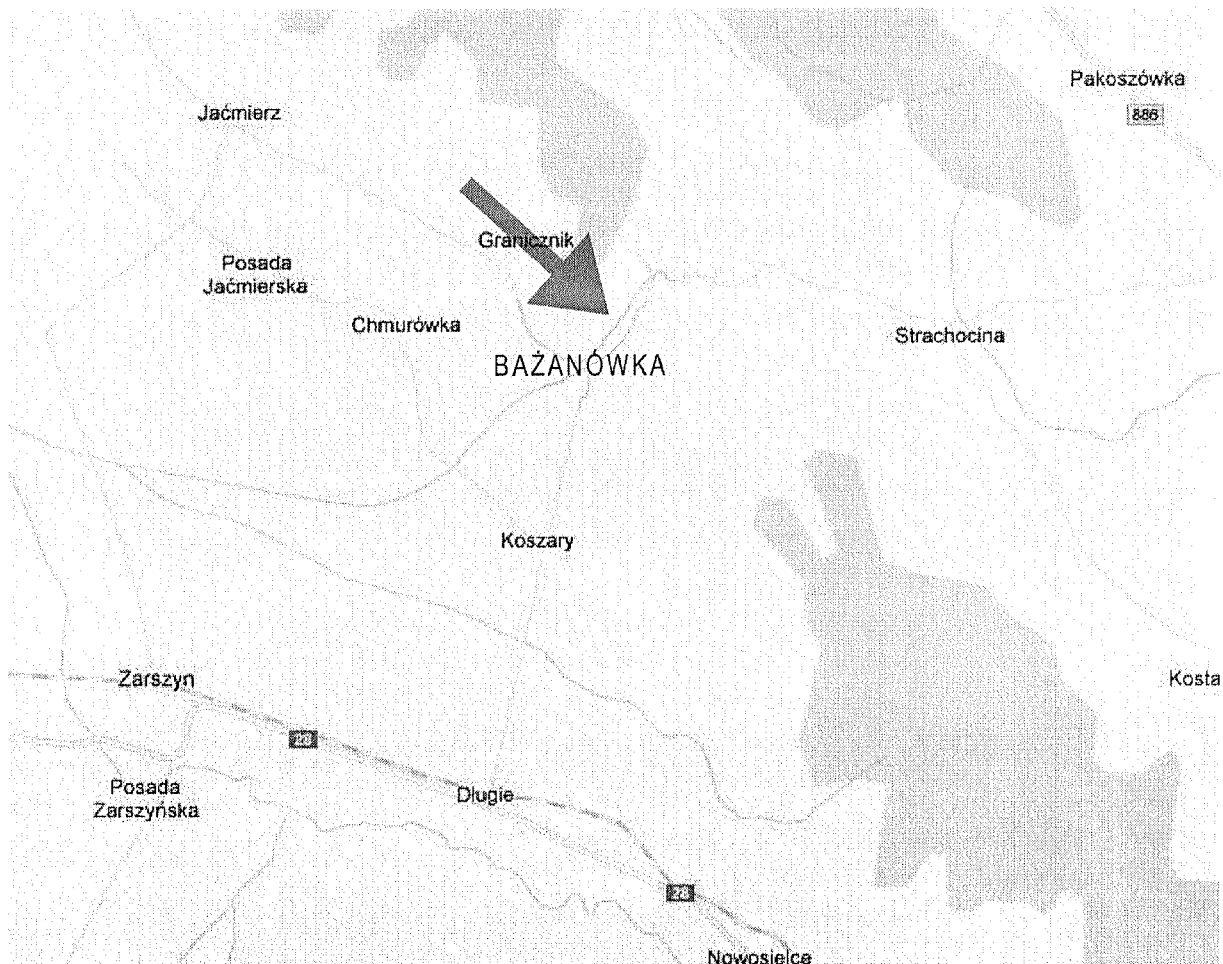 Pakoszówka
886
Jaćmierz
Granicznik
Posada
Jaćmierska
Chmurówka
Strachocina
BAŻANÓWKA
Koszary
Zarszyn
Kosta
28
Posada
Zarszyńska
Długie
28
Nowosielce